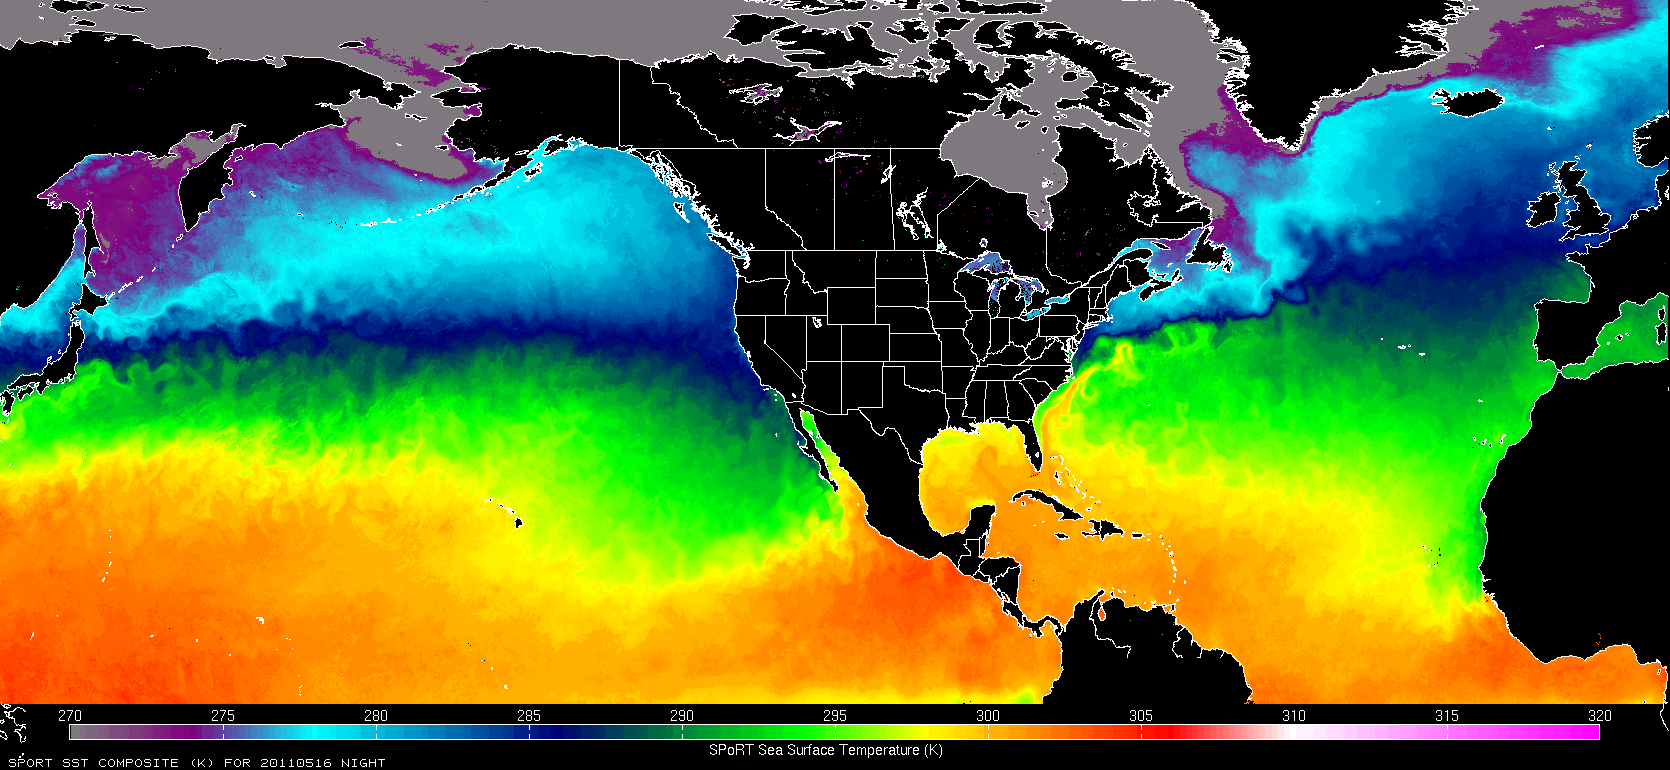 270 275 280 285 290 295 300 305 310 315 320
SPoRT Sea Surface Temperature (K)
SPORT SST COMPOSITE (K) FOR 20110516 NIGHT